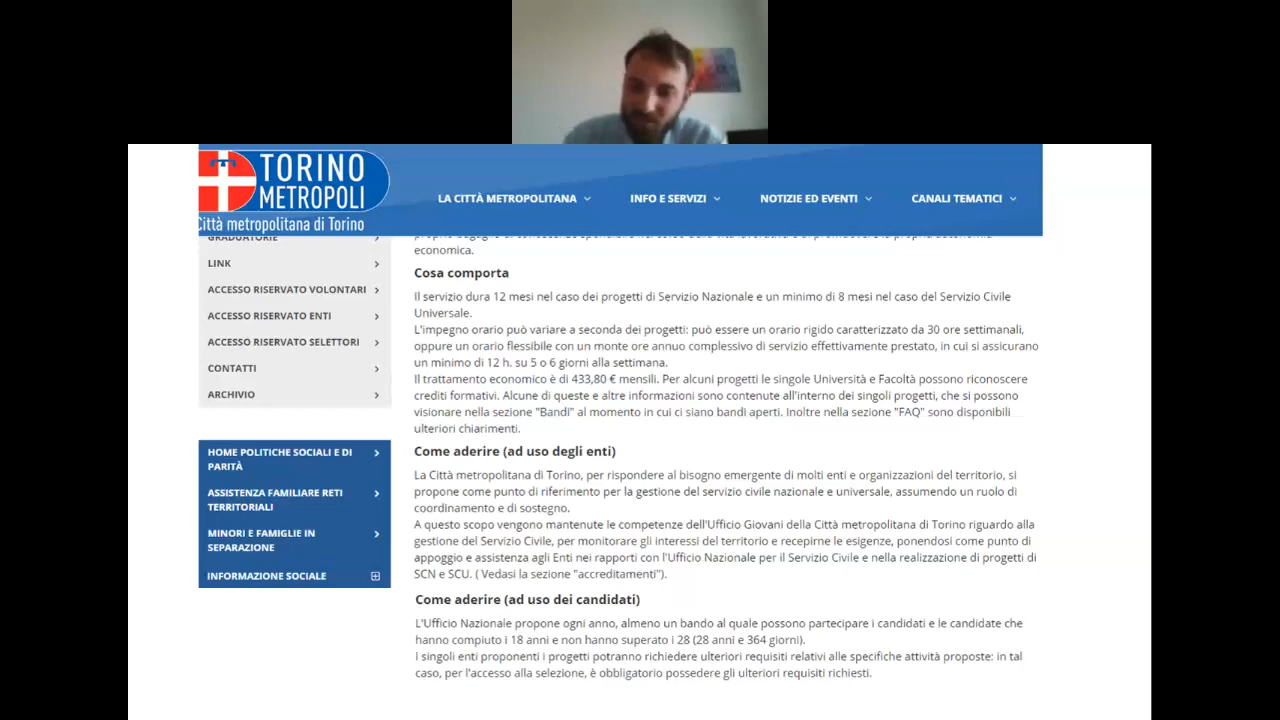 TORINO
METROPOLI
Città metropolitana di Torino
LA CITTÀ METROPOLITANA
INFO E SERVIZI
NOTIZIE ED EVENTI
CANALI TEMATICI
GRADUATORIE
LINK
ACCESSO RISERVATO VOLONTARI
ACCESSO RISERVATO ENTI
ACCESSO RISERVATO SELETTORI
CONTATTI
ARCHIVIO
HOME POLITICHE SOCIALI E DI
PARITÀ
ASSISTENZA FAMILIARE RETI
TERRITORIALI
MINORI E FAMIGLIE IN
SEPARAZIONE
INFORMAZIONE SOCIALE
economica.
Cosa comporta
Il servizio dura 12 mesi nel caso dei progetti di Servizio Nazionale e un minimo di 8 mesi nel caso del Servizio Civile
Universale.
L'impegno orario può variare a seconda dei progetti: può essere un orario rigido caratterizzato da 30 ore settimanali,
oppure un orario flessibile con un monte ore annuo complessivo di servizio effettivamente prestato, in cui si assicurano
un minimo di 12 h. su 5 o 6 giorni alla settimana.
Il trattamento economico è di 433,80 € mensili. Per alcuni progetti le singole Università e Facoltà possono riconoscere
crediti formativi. Alcune di queste e altre informazioni sono contenute all'interno dei singoli progetti, che si possono
visionare nella sezione "Bandi" al momento in cui ci siano bandi aperti. Inoltre nella sezione "FAQ" sono disponibili
ulteriori chiarimenti.
Come aderire (ad uso degli enti)
La Città metropolitana di Torino, per rispondere al bisogno emergente di molti enti e organizzazioni del territorio, si
propone come punto di riferimento per la gestione del servizio civile nazionale e universale, assumendo un ruolo di
coordinamento e di sostegno.
A questo scopo vengono mantenute le competenze dell'Ufficio Giovani della Città metropolitana di Torino riguardo alla
gestione del Servizio Civile, per monitorare gli interessi del territorio e recepirne le esigenze, ponendosi come punto di
appoggio e assistenza agli Enti nei rapporti con l'Ufficio Nazionale per il Servizio Civile e nella realizzazione di progetti di
SCN e SCU. ( Vedasi la sezione "accreditamenti").
Come aderire (ad uso dei candidati)
L'Ufficio Nazionale propone ogni anno, almeno un bando al quale possono partecipare i candidati e le candidate che
hanno compiuto i 18 anni e non hanno superato i 28 (28 anni e 364 giorni).
I singoli enti proponenti i progetti potranno richiedere ulteriori requisiti relativi alle specifiche attività proposte: in tal
caso, per l'accesso alla selezione, è obbligatorio possedere gli ulteriori requisiti richiesti.